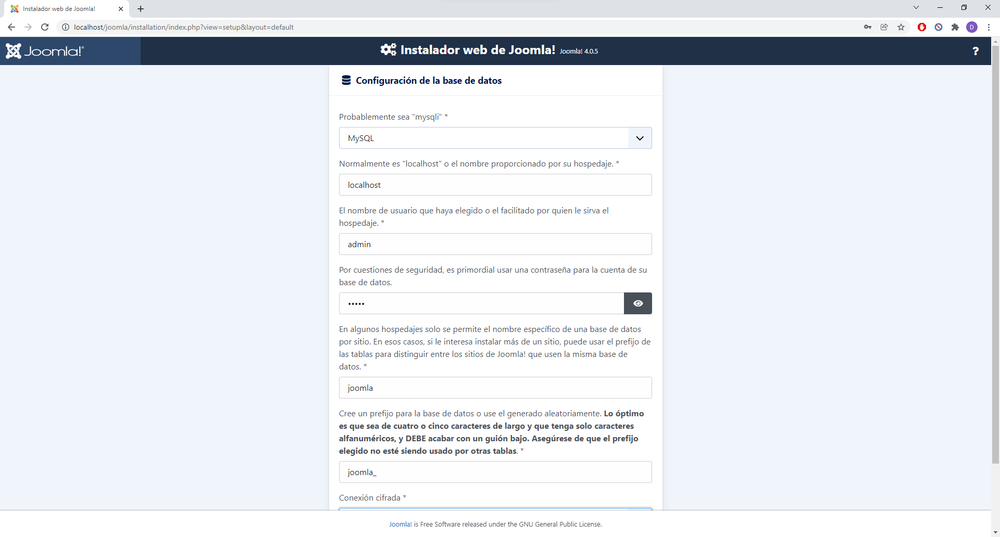 Instalador web de Joomla!
localhost/joomla/installation/index.php?view=setup&layout=default
D
Joomla!®
Instalador web de Joomla! Joomla! 4.0.5
?
Configuración de la base de datos
Probablemente sea "mysqli" *
MySQL
Normalmente es "localhost" o el nombre proporcionado por su hospedaje. *
localhost
El nombre de usuario que haya elegido o el facilitado por quien le sirva el
hospedaje. *
admin
Por cuestiones de seguridad, es primordial usar una contraseña para la cuenta de su
base de datos.
•••••
En algunos hospedajes solo se permite el nombre específico de una base de datos
por sitio. En esos casos, si le interesa instalar más de un sitio, puede usar el prefijo de
las tablas para distinguir entre los sitios de Joomla! que usen la misma base de
datos. *
joomla
Cree un prefijo para la base de datos o use el generado aleatoriamente. Lo óptimo
es que sea de cuatro o cinco caracteres de largo y que tenga solo caracteres
alfanuméricos, y DEBE acabar con un guión bajo. Asegúrese de que el prefijo
elegido no esté siendo usado por otras tablas. *
joomla_
Conexión cifrada *
Joomla! is Free Software released under the GNU General Public License.